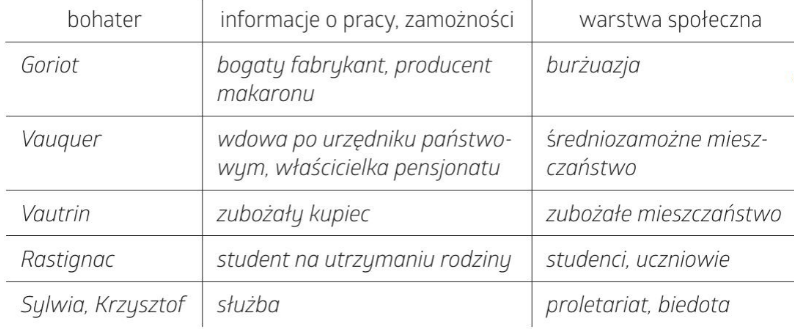 bohater informacje o pracy, zamożności warstwa społeczna
Goriot bogaty fabrykant, producent burżuazja
makaronu
Vauquer wdowa po urzędniku państwo- średniozamożne miesz-
wym, właścicielka pensjonatu czaństwo
Vautrin zubożały kupiec zubożałe mieszczaństwo
Rastignac student na utrzymaniu rodziny studenci, uczniowie
Sylwia, Krzysztof służba proletariat, biedota